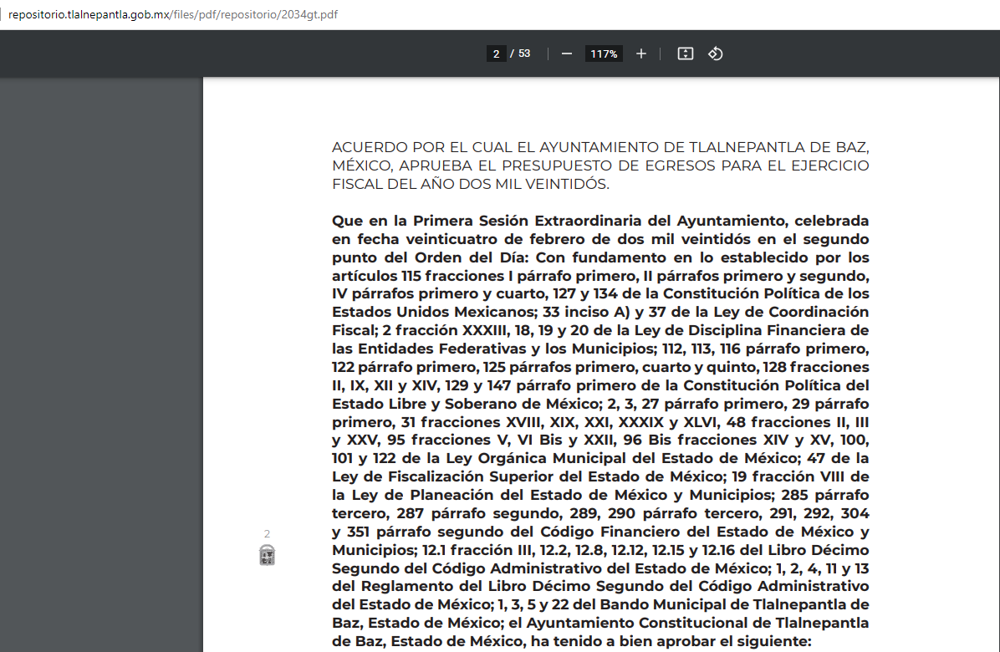 repositorio.tlalnepantla.gob.mx/files/pdf/repositorio/2034gt.pdf
2 / 53 | — 117% + |
ACUERDO POR EL CUAL EL AYUNTAMIENTO DE TLALNEPANTLA DE BAZ,
MÉXICO, APRUEBA EL PRESUPUESTO DE EGRESOS PARA EL EJERCICIO
FISCAL DEL AÑO DOS MIL VEINTIDÓS.
Que en la Primera Sesión Extraordinaria del Ayuntamiento, celebrada
en fecha veinticuatro de febrero de dos mil veintidós en el segundo
punto del Orden del Día: Con fundamento en lo establecido por los
artículos 115 fracciones I párrafo primero, II párrafos primero y segundo,
IV párrafos primero y cuarto, 127 y 134 de la Constitución Política de los
Estados Unidos Mexicanos; 33 inciso A) y 37 de la Ley de Coordinación
Fiscal; 2 fracción XXXIII, 18, 19 y 20 de la Ley de Disciplina Financiera de
las Entidades Federativas y los Municipios; 112, 113, 116 párrafo primero,
122 párrafo primero, 125 párrafos primero, cuarto y quinto, 128 fracciones
II, IX, XII y XIV, 129 y 147 párrafo primero de la Constitución Política del
Estado Libre y Soberano de México; 2, 3, 27 párrafo primero, 29 párrafo
primero, 31 fracciones XVIII, XIX, XXI, XXXIX y XLVI, 48 fracciones II, III
y XXV, 95 fracciones V, VI Bis y XXII, 96 Bis fracciones XIV y XV, 100,
101 y 122 de la Ley Orgánica Municipal del Estado de México; 47 de la
Ley de Fiscalización Superior del Estado de México; 19 fracción VIII de
la Ley de Planeación del Estado de México y Municipios; 285 párrafo
tercero, 287 párrafo segundo, 289, 290 párrafo tercero, 291, 292, 304
y 351 párrafo segundo del Código Financiero del Estado de México y
Municipios; 12.1 fracción III, 12.2, 12.8, 12.12, 12.15 y 12.16 del Libro Décimo
Segundo del Código Administrativo del Estado de México; 1, 2, 4, 11 y 13
del Reglamento del Libro Décimo Segundo del Código Administrativo
del Estado de México; 1, 3, 5 y 22 del Bando Municipal de Tlalnepantla de
Baz, Estado de México; el Ayuntamiento Constitucional de Tlalnepantla
de Baz, Estado de México, ha tenido a bien aprobar el siguiente:
2